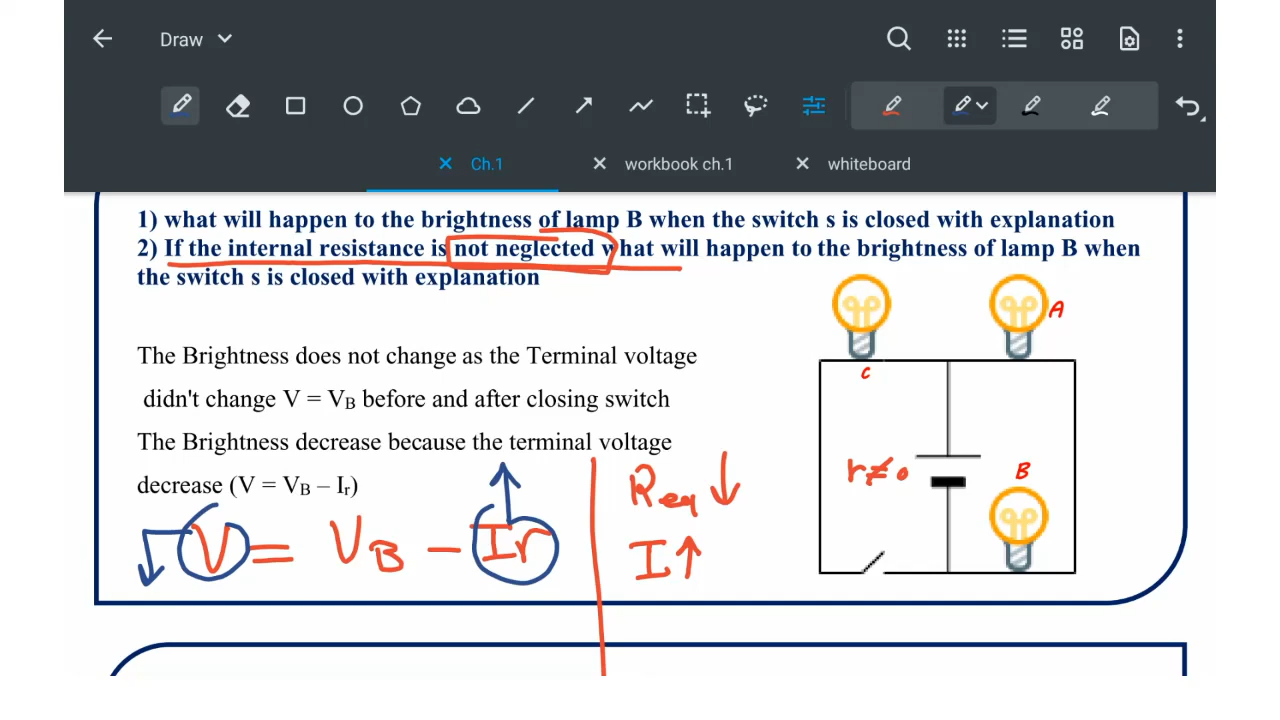 Draw
Ch.1
workbook ch.1
whiteboard
1) what will happen to the brightness of lamp B when the switch s is closed with explanation
2) If the internal resistance is not neglected what will happen to the brightness of lamp B when
the switch s is closed with explanation
A
C
The Brightness does not change as the Terminal voltage
didn't change V = VB before and after closing switch
The Brightness decrease because the terminal voltage
decrease (V = VB – Ir)
r≠0
B
Req ↓
V = VB – Ir
I ↑